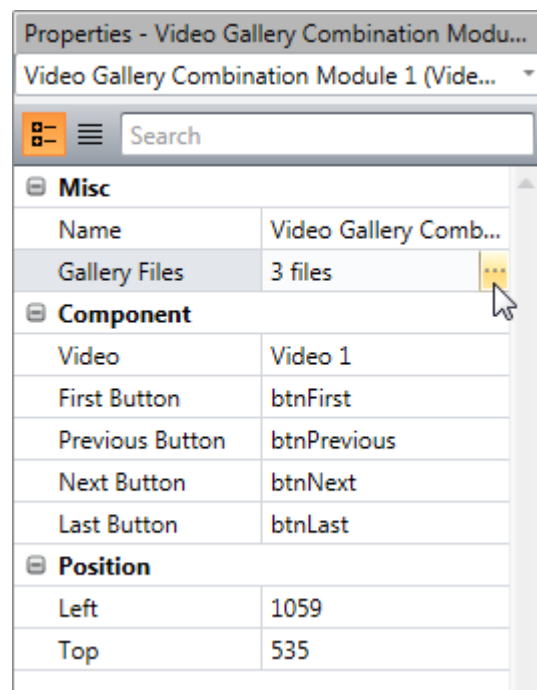 Properties - Video Gallery Combination Modu...
Video Gallery Combination Module 1 (Vide...
Search
Misc
Name Video Gallery Comb...
Gallery Files 3 files ...
Component
Video Video 1
First Button btnFirst
Previous Button btnPrevious
Next Button btnNext
Last Button btnLast
Position
Left 1059
Top 535